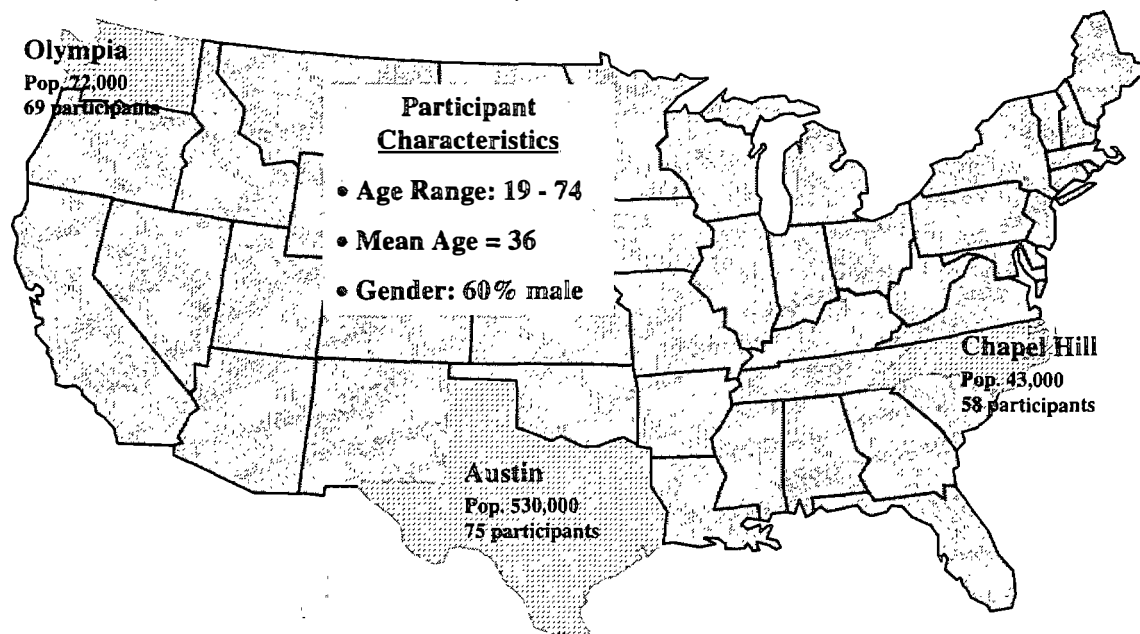 Olympia
Pop. 72,000
69 participants
Participant
Characteristics
• Age Range: 19 - 74
• Mean Age = 36
• Gender: 60% male
Chapel Hill
Pop. 43,000
58 participants
Austin
Pop. 530,000
75 participants